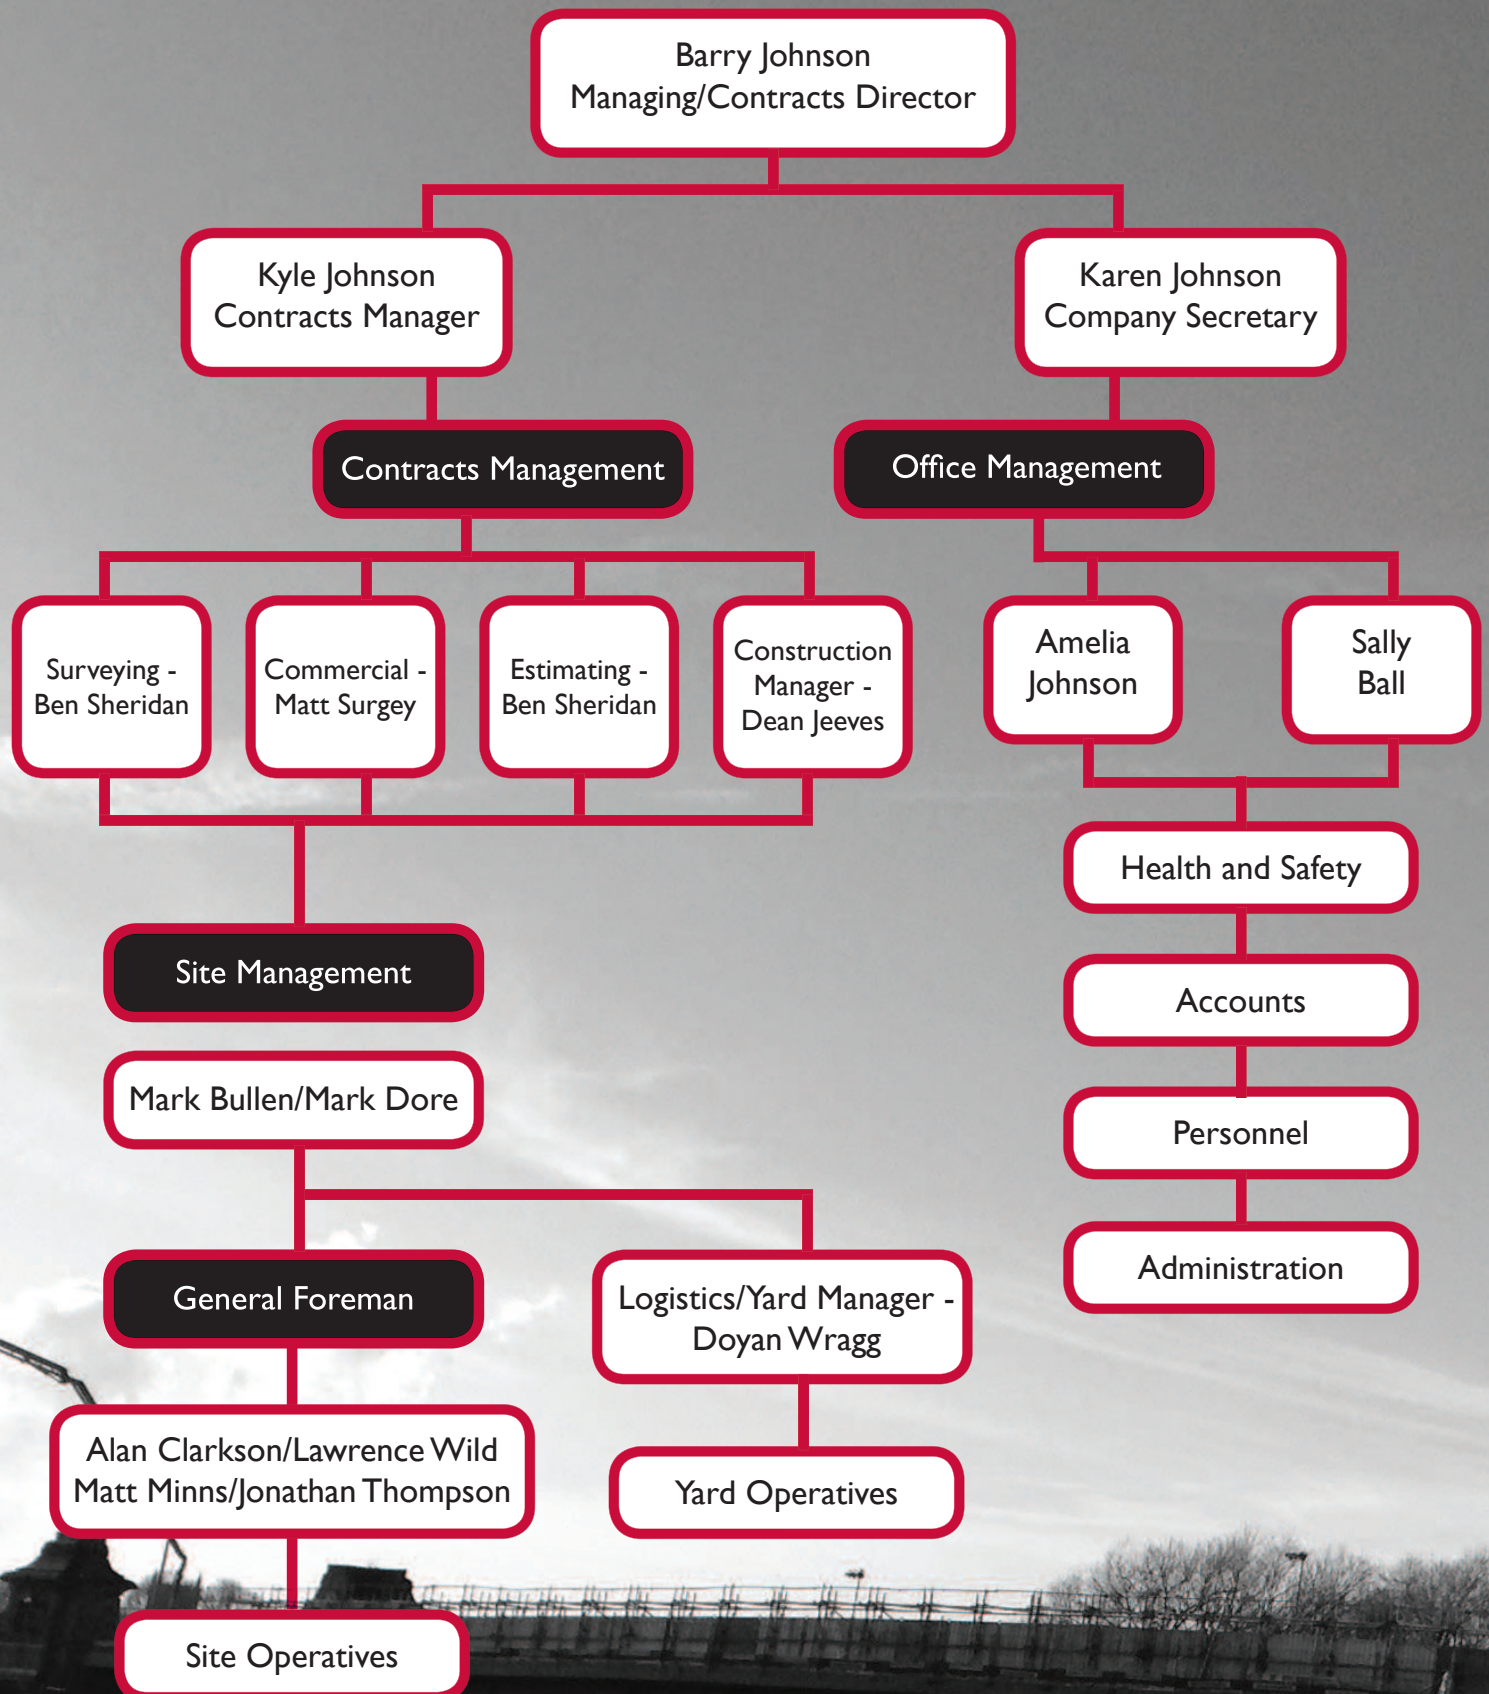 Barry Johnson
Managing/Contracts Director
Kyle Johnson
Contracts Manager
Karen Johnson
Company Secretary
Contracts Management
Office Management
Surveying -
Ben Sheridan
Commercial -
Matt Surgey
Estimating -
Ben Sheridan
Construction
Manager -
Dean Jeeves
Amelia
Johnson
Sally
Ball
Health and Safety
Accounts
Personnel
Administration
Site Management
Mark Bullen/Mark Dore
General Foreman
Logistics/Yard Manager -
Doyan Wragg
Alan Clarkson/Lawrence Wild
Matt Minns/Jonathan Thompson
Yard Operatives
Site Operatives